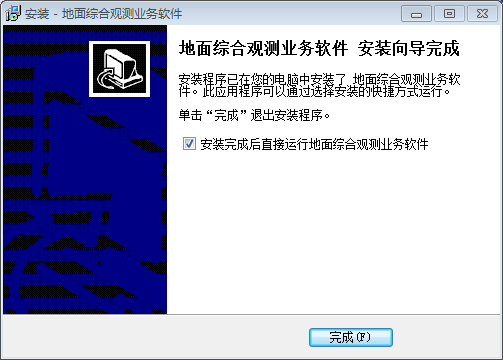 安装 - 地面综合观测业务软件
地面综合观测业务软件 安装向导完成
安装程序已在您的电脑中安装了 地面综合观测业务软
件。此应用程序可以通过选择安装的快捷方式运行。
单击“完成”退出安装程序。
安装完成后直接运行地面综合观测业务软件
完成(F)